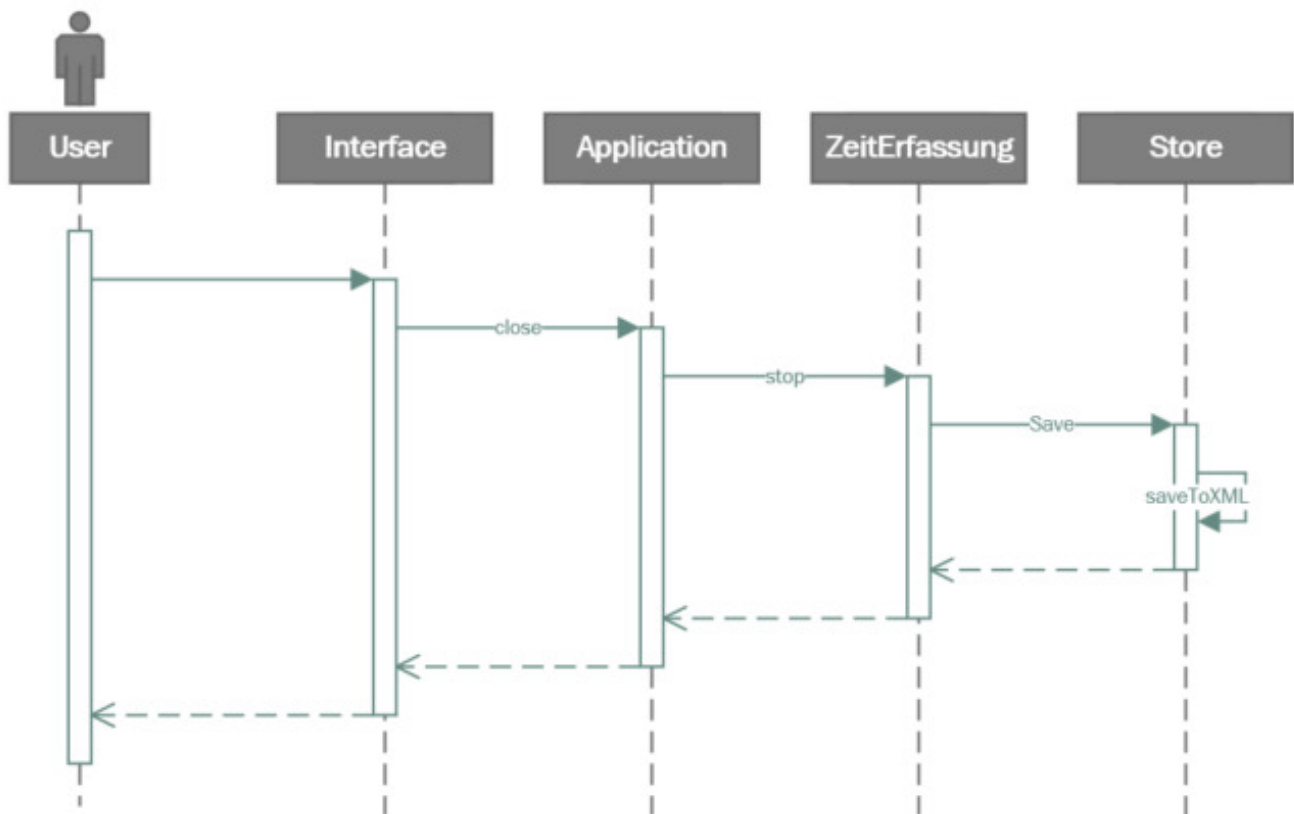 User
Interface
Application
ZeitErfassung
Store
close
stop
Save
saveToXML